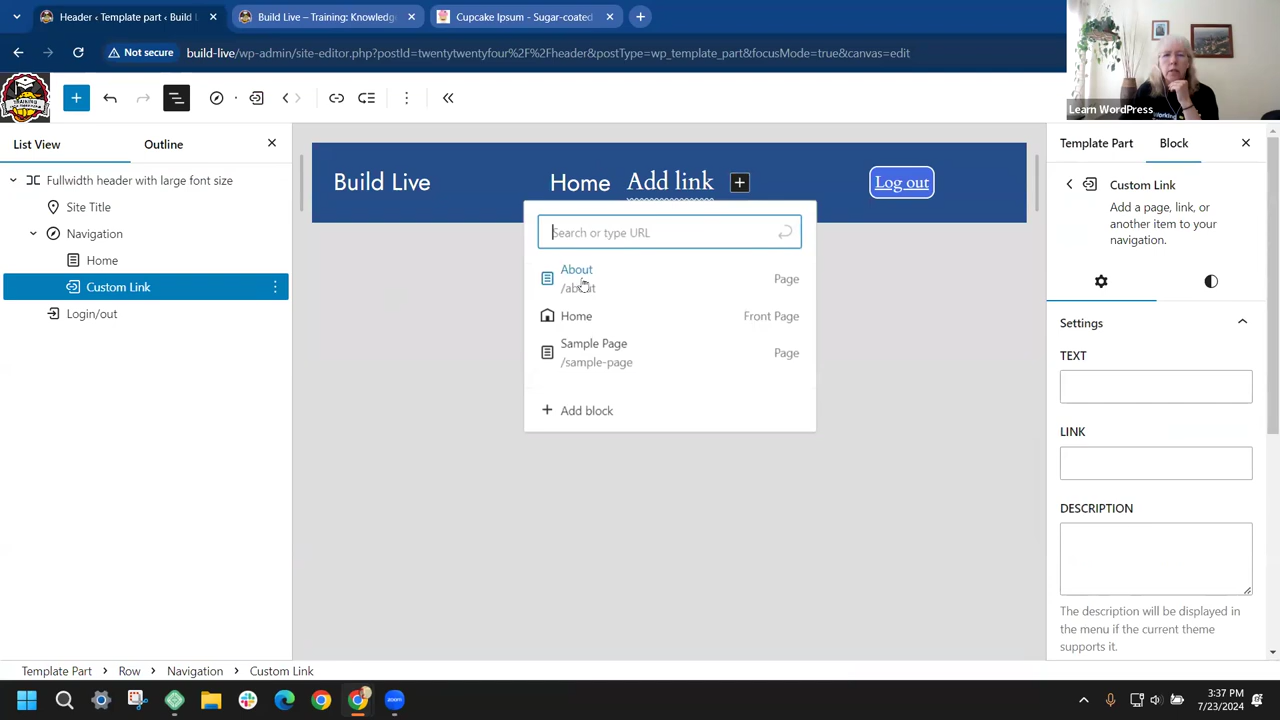 Header ‹ Template part ‹ Build L
Build Live – Training: Knowledg
Cupcake Ipsum - Sugar-coated
Not secure
build-live/wp-admin/site-editor.php?postId=twentytwentyfour%2F%2Fheader&postType=wp_template_part&focusMode=true&canvas=edit
Learn WordPress
List View
Outline
Template Part
Block
Fullwidth header with large font size
Site Title
Navigation
Home
Custom Link
Login/out
Build Live
Home
Add link
Log out
Search or type URL
About
/about
Page
Home
Front Page
Sample Page
/sample-page
Page
Add block
Custom Link
Add a page, link, or
another item to your
navigation.
Settings
TEXT
LINK
DESCRIPTION
The description will be displayed in
the menu if the current theme
supports it.
Template Part
Row
Navigation
Custom Link
zoom
3:37 PM
7/23/2024